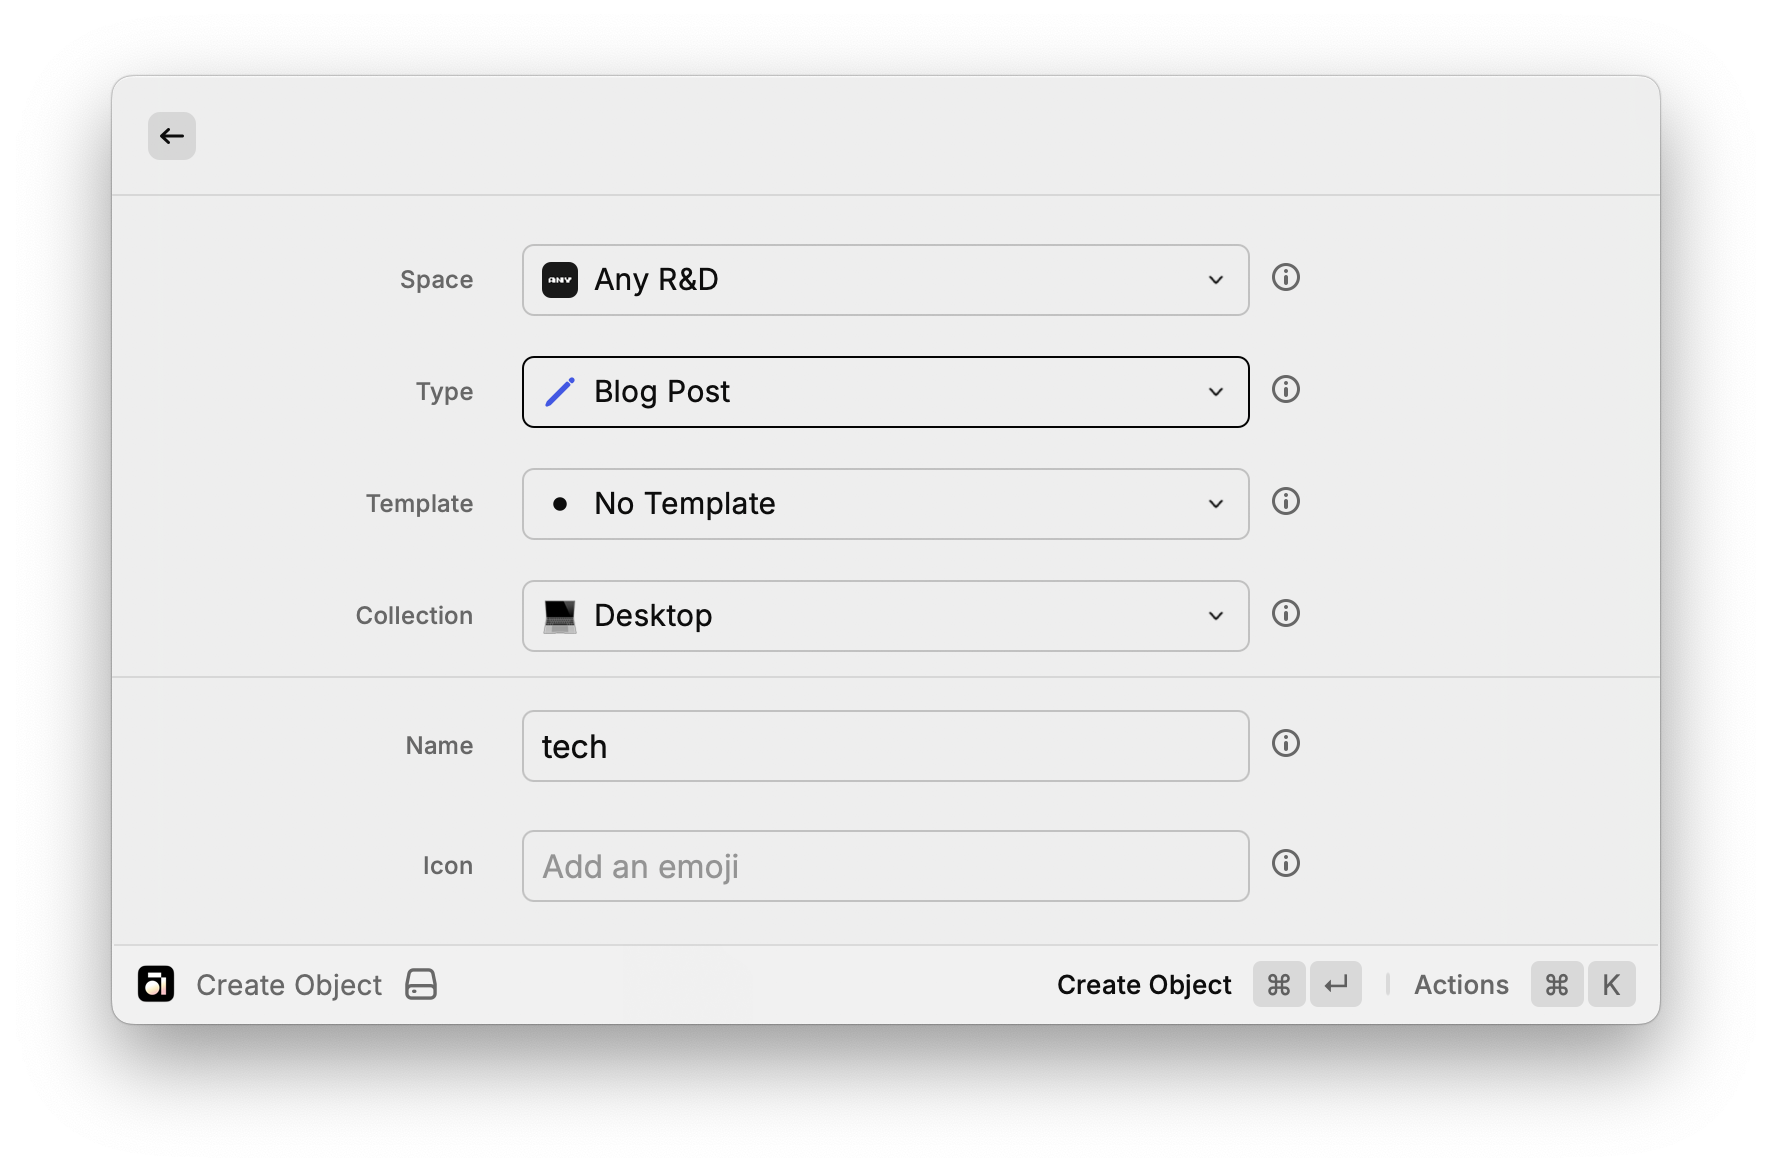 Space
ANY Any R&D
Type
Blog Post
Template
No Template
Collection
Desktop
Name
tech
Icon
Add an emoji
Create Object
Create Object ⌘ ↵ Actions ⌘ K